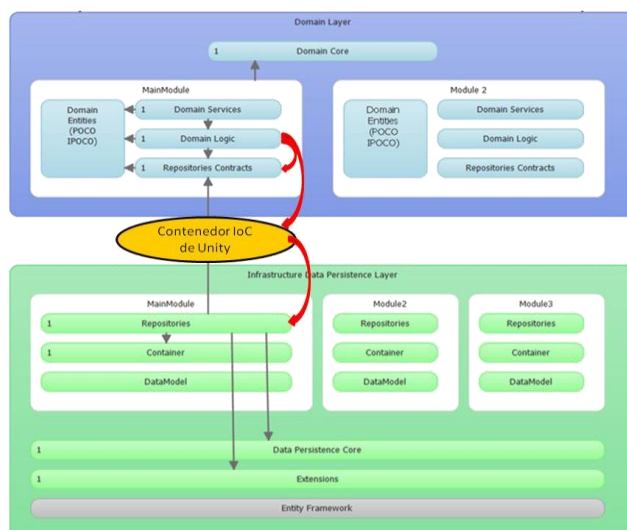 Domain Layer
1 Domain Core
MainModule
Domain
Entities
(POCO
IPOCO)
1 Domain Services
1 Domain Logic
1 Repositories Contracts
Module 2
Domain
Entities
(POCO
IPOCO)
Domain Services
Domain Logic
Repositories Contracts
Contenedor IoC
de Unity
Infrastructure Data Persistence Layer
MainModule
1 Repositories
1 Container
DataModel
Module2
Repositories
Container
DataModel
Module3
Repositories
Container
DataModel
1 Data Persistence Core
1 Extensions
Entity Framework